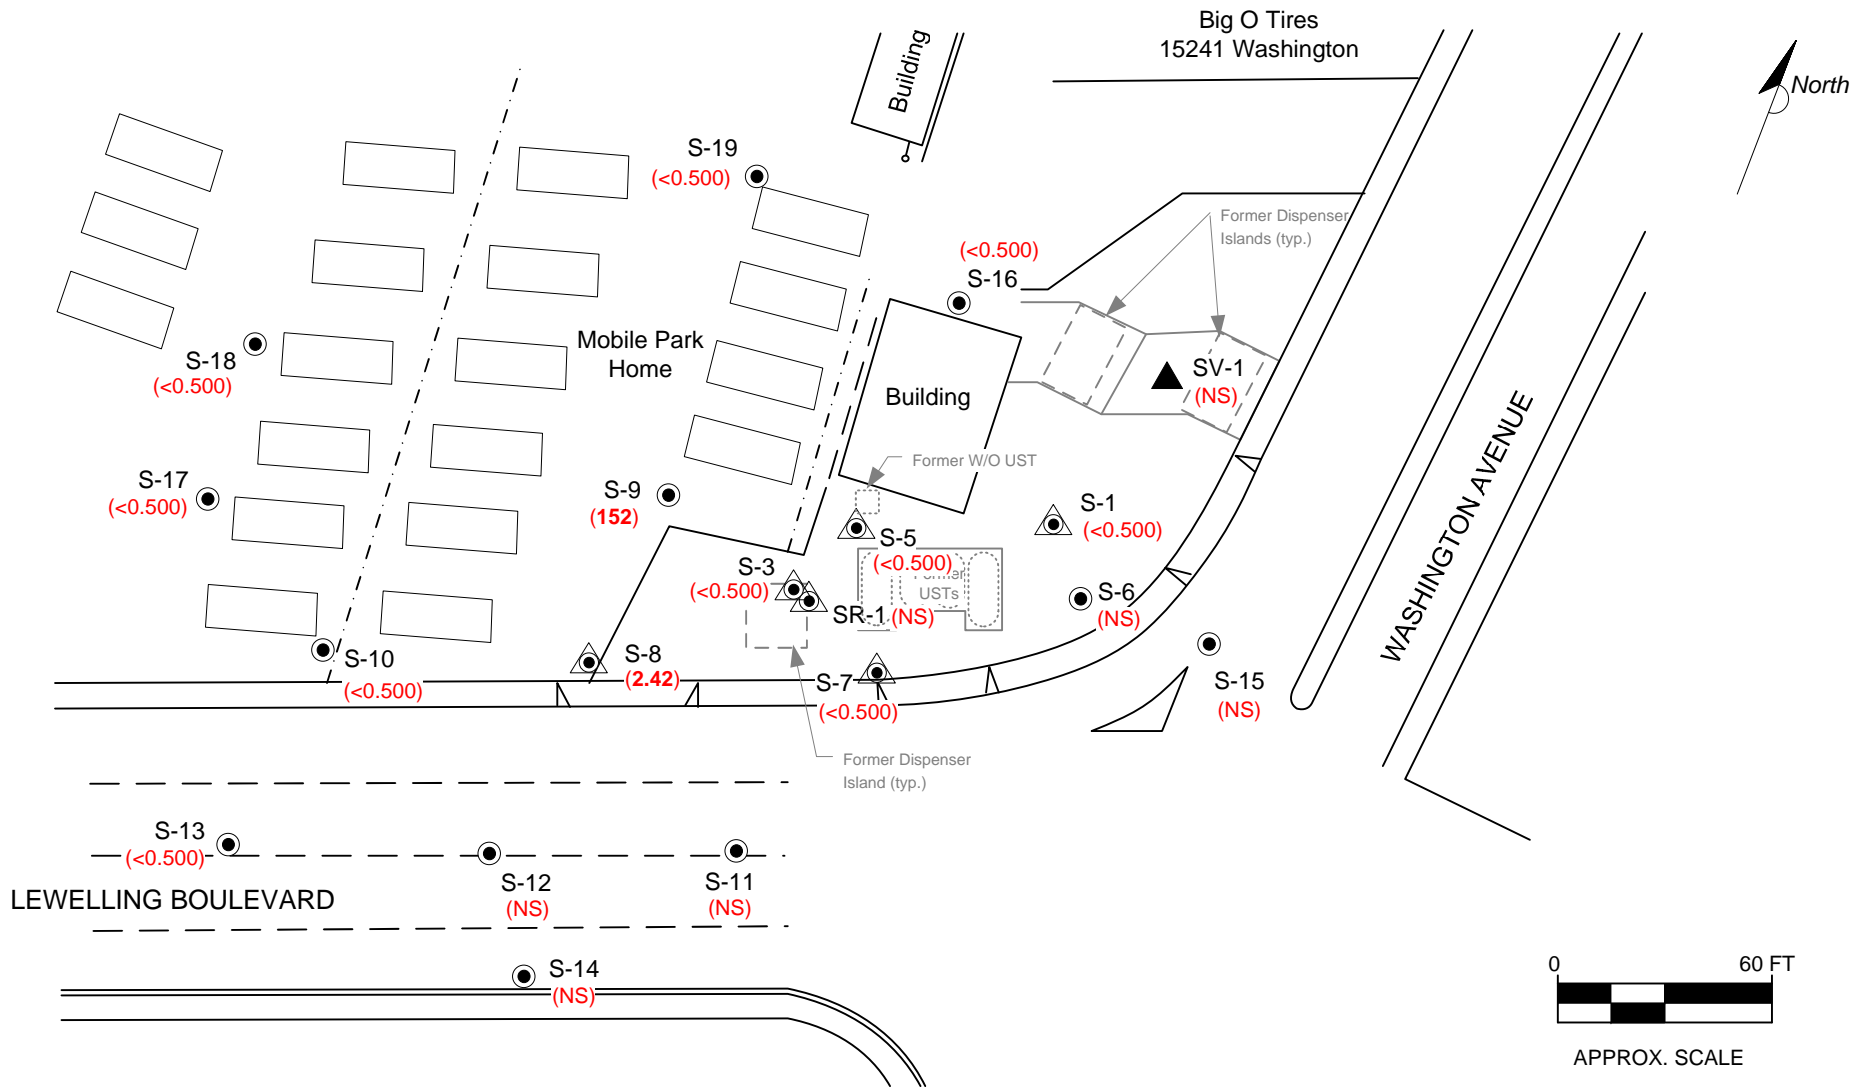 Big O Tires
15241 Washington
North
Building
S-19
(<0.500)
Former Dispenser
Islands (typ.)
(<0.500)
S-16
Mobile Park
Home
S-18
(<0.500)
SV-1
(NS)
Building
WASHINGTON AVENUE
Former W/O UST
S-17
(<0.500)
S-9
(152)
S-1
(<0.500)
S-5
(<0.500)
S-3
(<0.500)
Former
USTs
SR-1 (NS)
S-6
(NS)
S-10
(<0.500)
S-8
(2.42)
S-7
(<0.500)
S-15
(NS)
Former Dispenser
Island (typ.)
S-13
(<0.500)
S-12
(NS)
S-11
(NS)
LEWELLING BOULEVARD
S-14
(NS)
0 60 FT
APPROX. SCALE